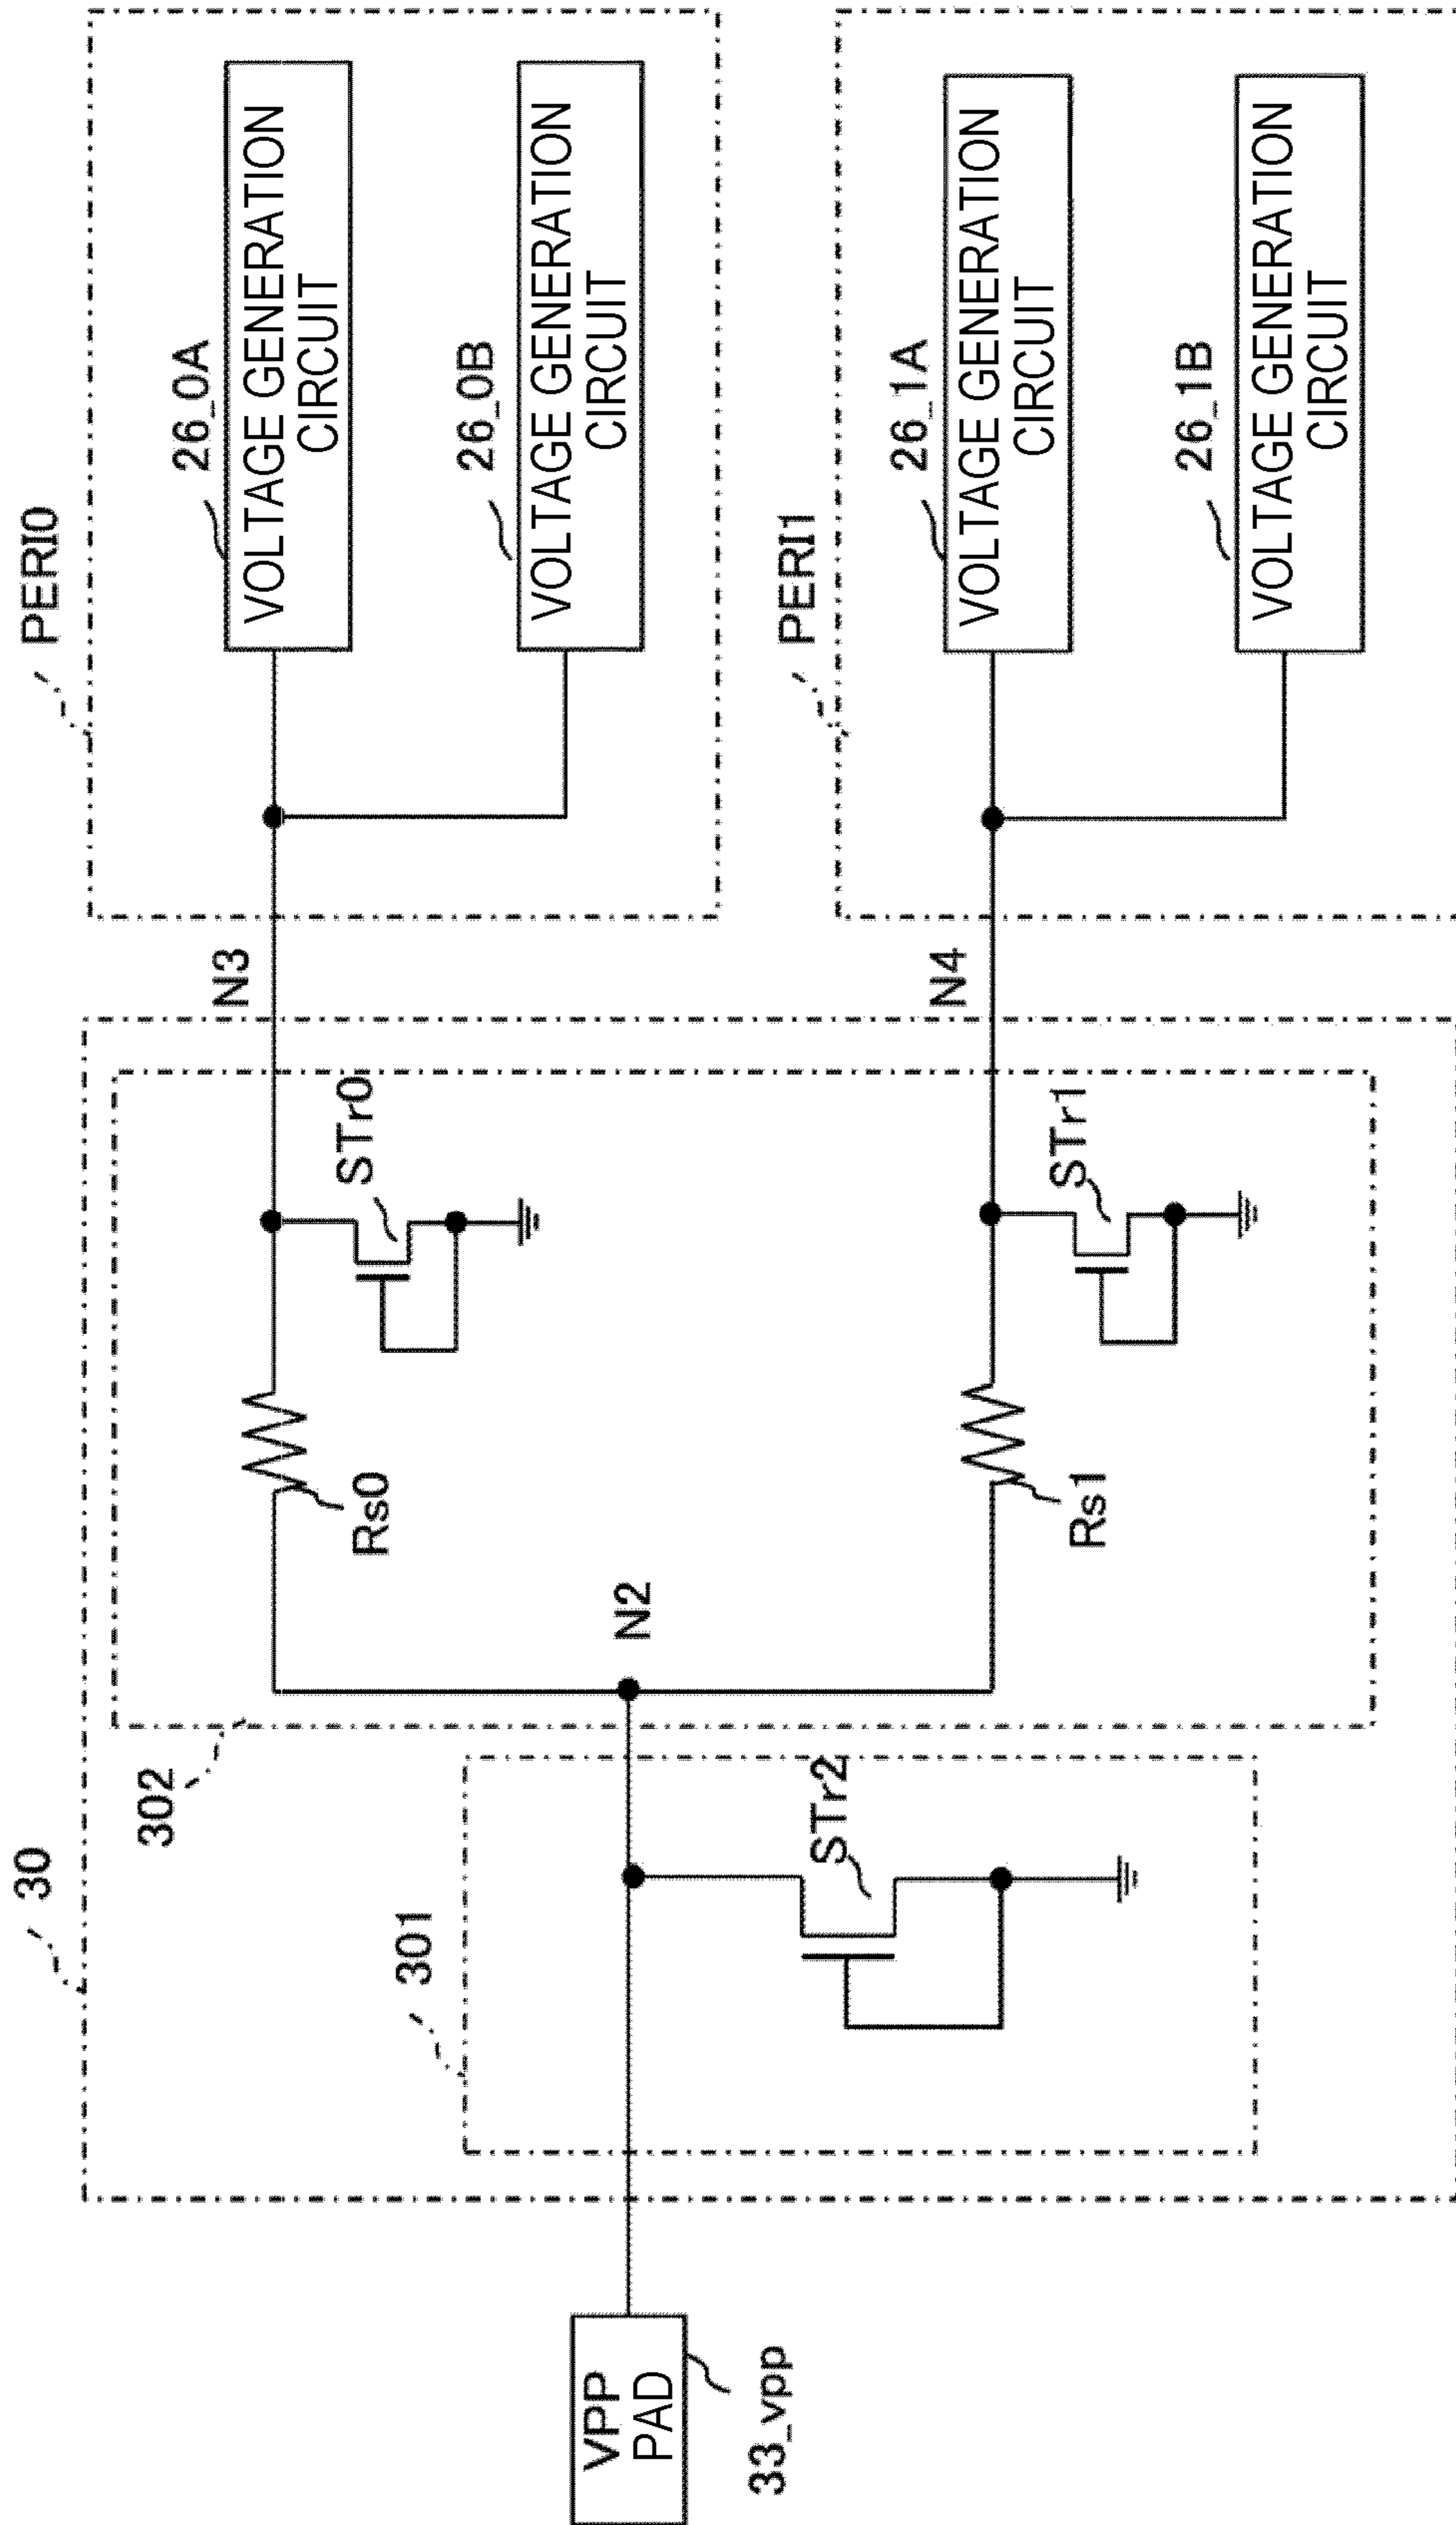 PERI0
26_0A
VOLTAGE GENERATION
CIRCUIT
26_0B
VOLTAGE GENERATION
CIRCUIT
PERI1
26_1A
VOLTAGE GENERATION
CIRCUIT
26_1B
VOLTAGE GENERATION
CIRCUIT
N3
N4
30
302
STr0
Rs0
N2
STr1
Rs1
301
STr2
VPP
PAD
33_vpp